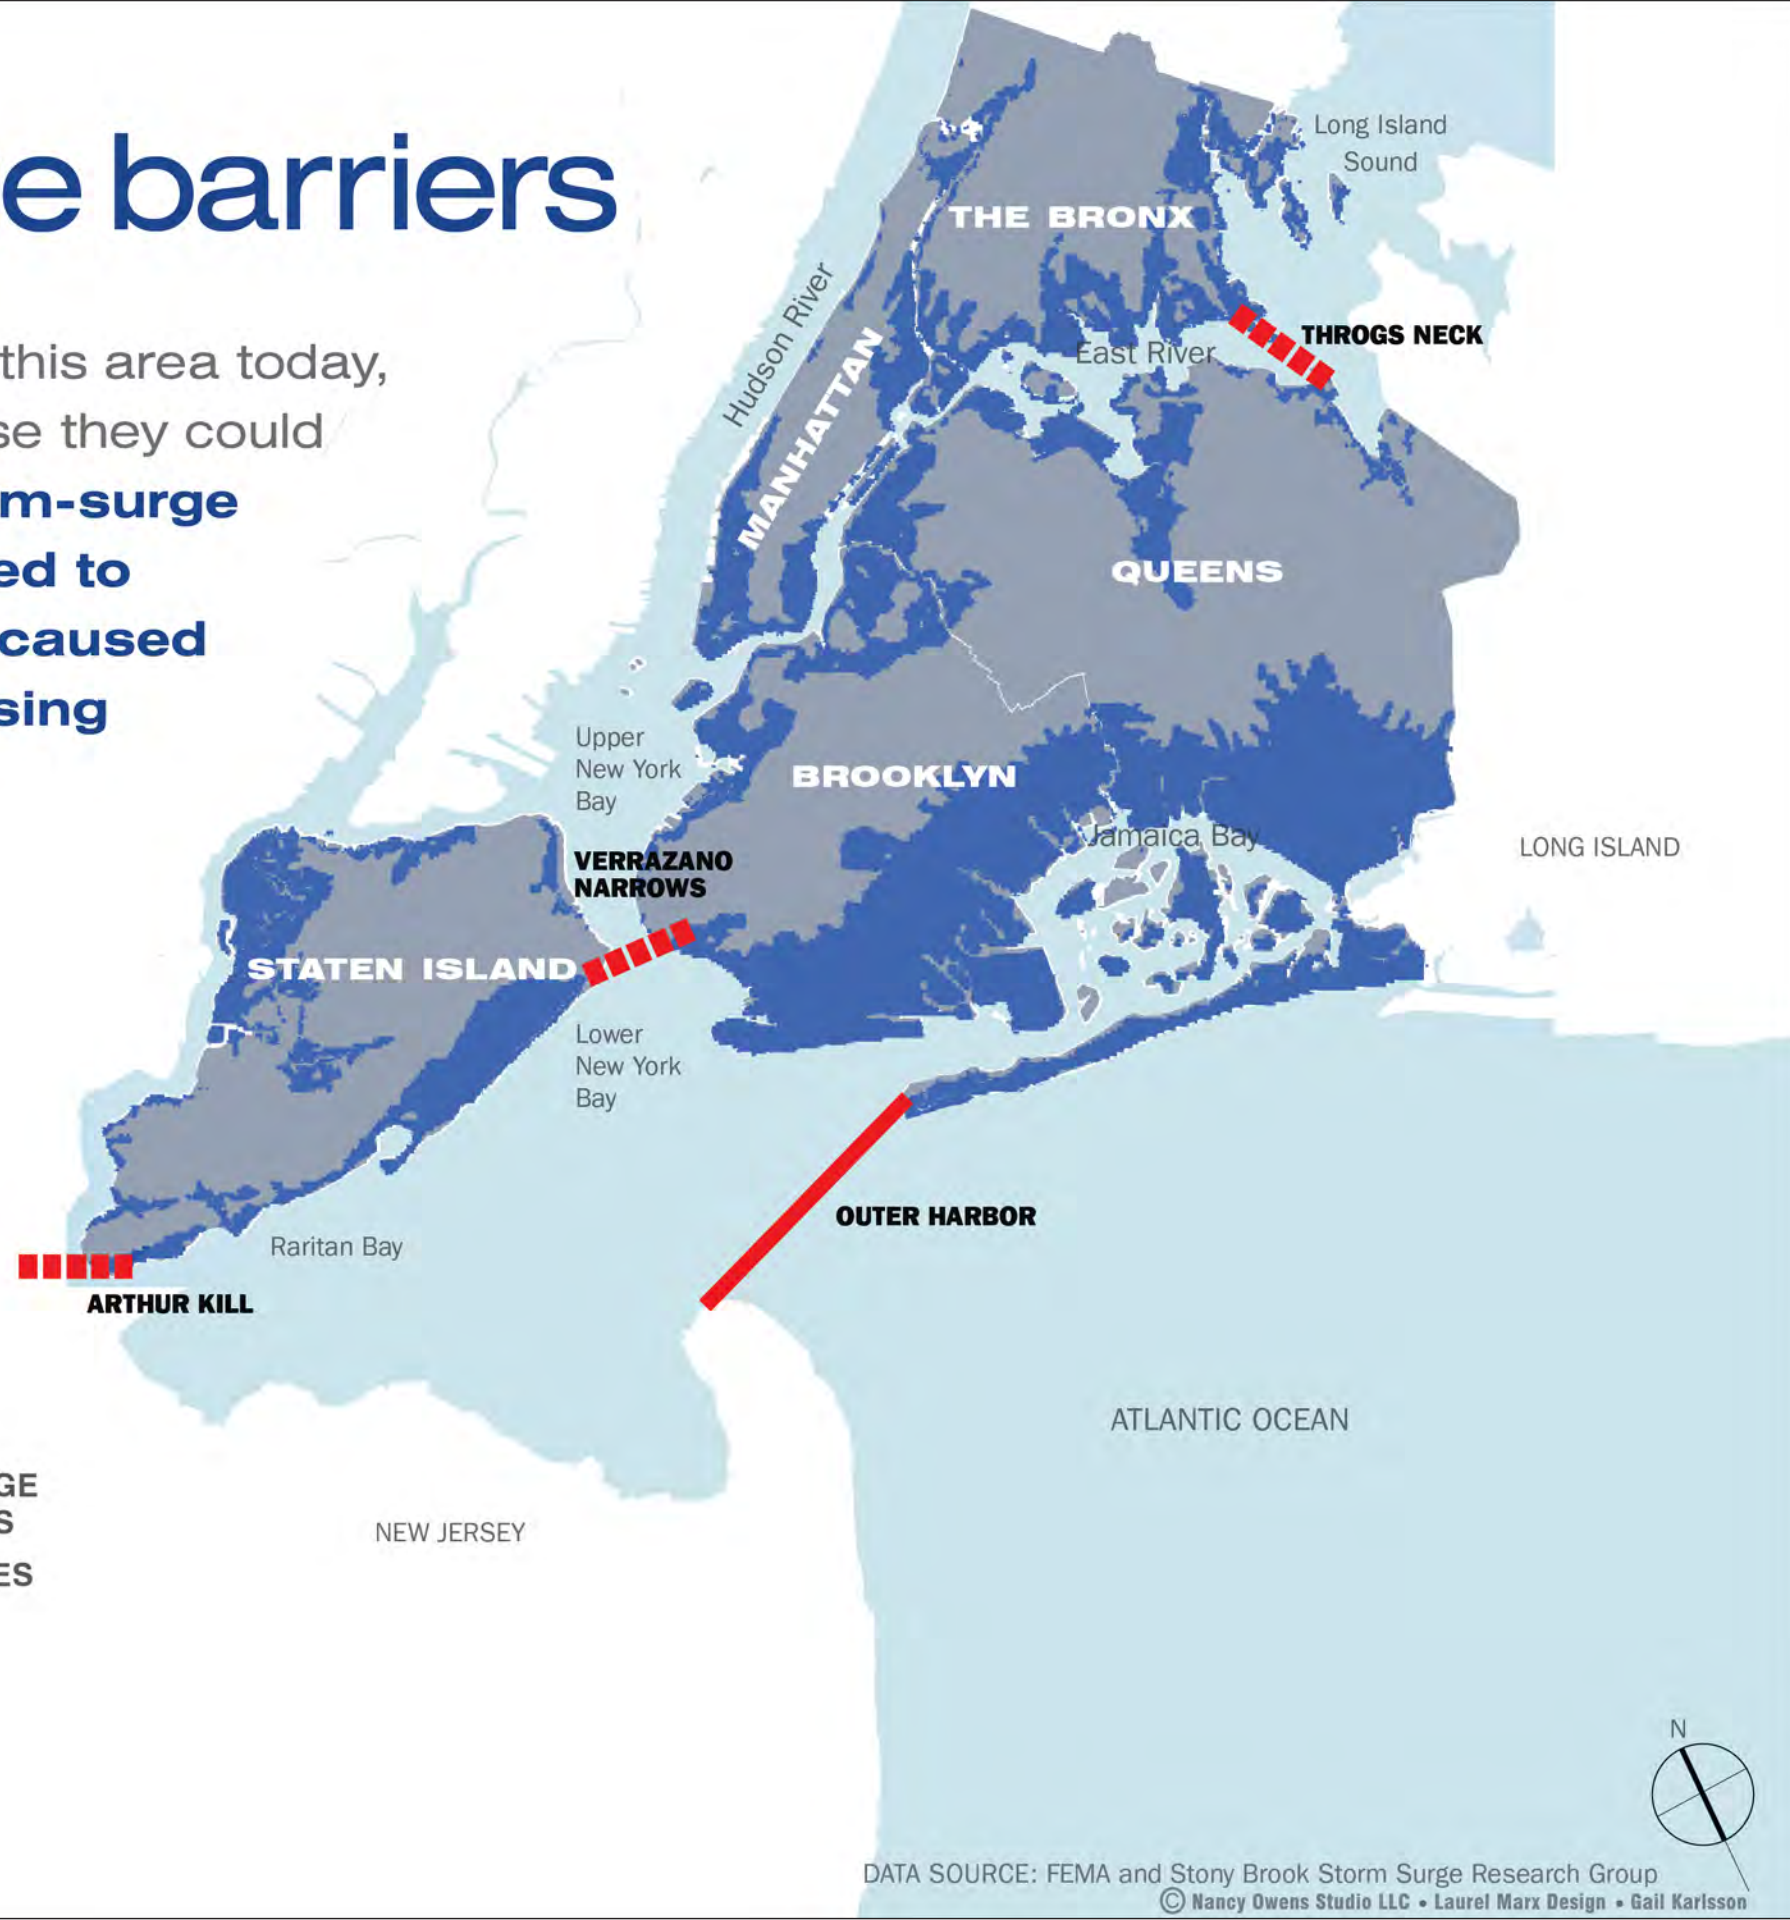 e barriers
this area today,
se they could
m-surge
ed to
caused
sing
Long Island
Sound
THE BRONX
Hudson River
THROGS NECK
East River
MANHATTAN
QUEENS
Upper
New York
Bay
BROOKLYN
Jamaica Bay
LONG ISLAND
VERRAZANO
NARROWS
STATEN ISLAND
Lower
New York
Bay
OUTER HARBOR
Raritan Bay
ARTHUR KILL
ATLANTIC OCEAN
GE
S
NEW JERSEY
ES
N
DATA SOURCE: FEMA and Stony Brook Storm Surge Research Group
© Nancy Owens Studio LLC • Laurel Marx Design • Gail Karlsson